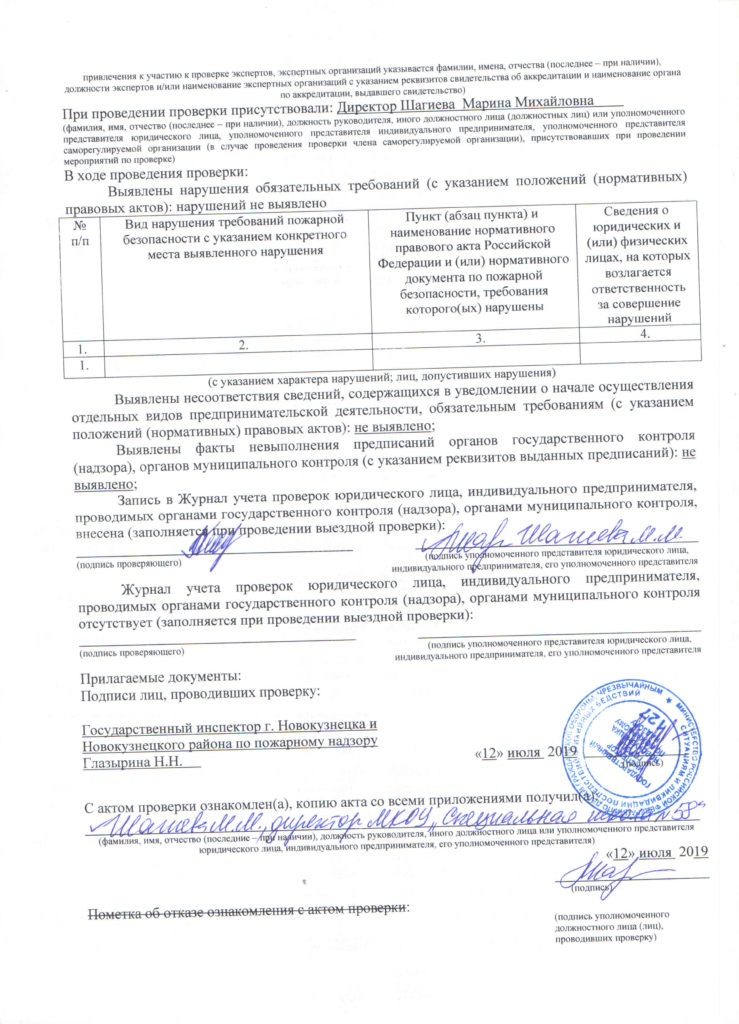 привлечения к участию к проверке экспертов, экспертных организаций указывается фамилии, имена, отчества (последнее – при наличии),
должности экспертов и/или наименование экспертных организаций с указанием реквизитов свидетельства об аккредитации и наименование органа
по аккредитации, выдавшего свидетельство)
При проведении проверки присутствовали: Директор Шагиева Марина Михайловна
(фамилия, имя, отчество (последнее – при наличии), должность руководителя, иного должностного лица (должностных лиц) или уполномоченного
представителя юридического лица, уполномоченного представителя индивидуального предпринимателя, уполномоченного представителя
саморегулируемой организации (в случае проведения проверки члена саморегулируемой организации), присутствовавших при проведении
мероприятий по проверке)
В ходе проведения проверки:
Выявлены нарушения обязательных требований (с указанием положений (нормативных)
правовых актов): нарушений не выявлено
№
п/п
Вид нарушения требований пожарной
безопасности с указанием конкретного
места выявленного нарушения
Пункт (абзац пункта) и
наименование нормативного
правового акта Российской
Федерации и (или) нормативного
документа по пожарной
безопасности, требования
которого(ых) нарушены
Сведения о
юридических и
(или) физических
лицах, на которых
возлагается
ответственность
за совершение
нарушений
1. 2. 3. 4.
1.
(с указанием характера нарушений; лиц, допустивших нарушения)
Выявлены несоответствия сведений, содержащихся в уведомлении о начале осуществления
отдельных видов предпринимательской деятельности, обязательным требованиям (с указанием
положений (нормативных) правовых актов): не выявлено;
Выявлены факты невыполнения предписаний органов государственного контроля
(надзора), органов муниципального контроля (с указанием реквизитов выданных предписаний): не
выявлено;
Запись в Журнал учета проверок юридического лица, индивидуального предпринимателя,
проводимых органами государственного контроля (надзора), органами муниципального контроля,
внесена (заполняется при проведении выездной проверки):
Шагиева М.М.
(подпись проверяющего) (подпись уполномоченного представителя юридического лица,
индивидуального предпринимателя, его уполномоченного представителя
Журнал учета проверок юридического лица, индивидуального предпринимателя,
проводимых органами государственного контроля (надзора), органами муниципального контроля
отсутствует (заполняется при проведении выездной проверки):
(подпись проверяющего) (подпись уполномоченного представителя юридического лица,
индивидуального предпринимателя, его уполномоченного представителя
Прилагаемые документы:
Подписи лиц, проводивших проверку:
Государственный инспектор г. Новокузнецка и
Новокузнецкого района по пожарному надзору
Глазырина Н.Н.
«12» июля 2019
(подпись)
С актом проверки ознакомлен(а), копию акта со всеми приложениями получил(а):
Шагиева М.М., директор МКОУ "Специальная школа N 58"
(фамилия, имя, отчество (последнее – при наличии), должность руководителя, иного должностного лица или уполномоченного представителя
юридического лица, индивидуального предпринимателя, его уполномоченного представителя)
«12» июля 2019
(подпись)
Пометка об отказе ознакомления с актом проверки:
(подпись уполномоченного
должностного лица (лиц),
проводивших проверку)